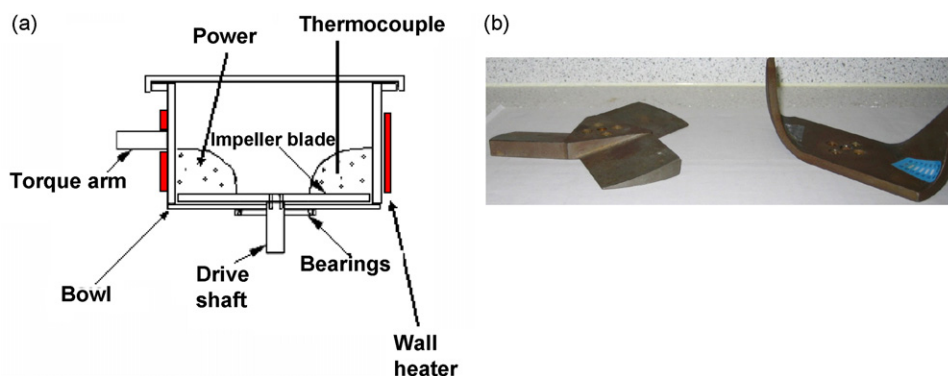 (a)
Power
Thermocouple
Impeller blade
Torque arm
Bowl
Drive
shaft
Bearings
Wall
heater
(b)